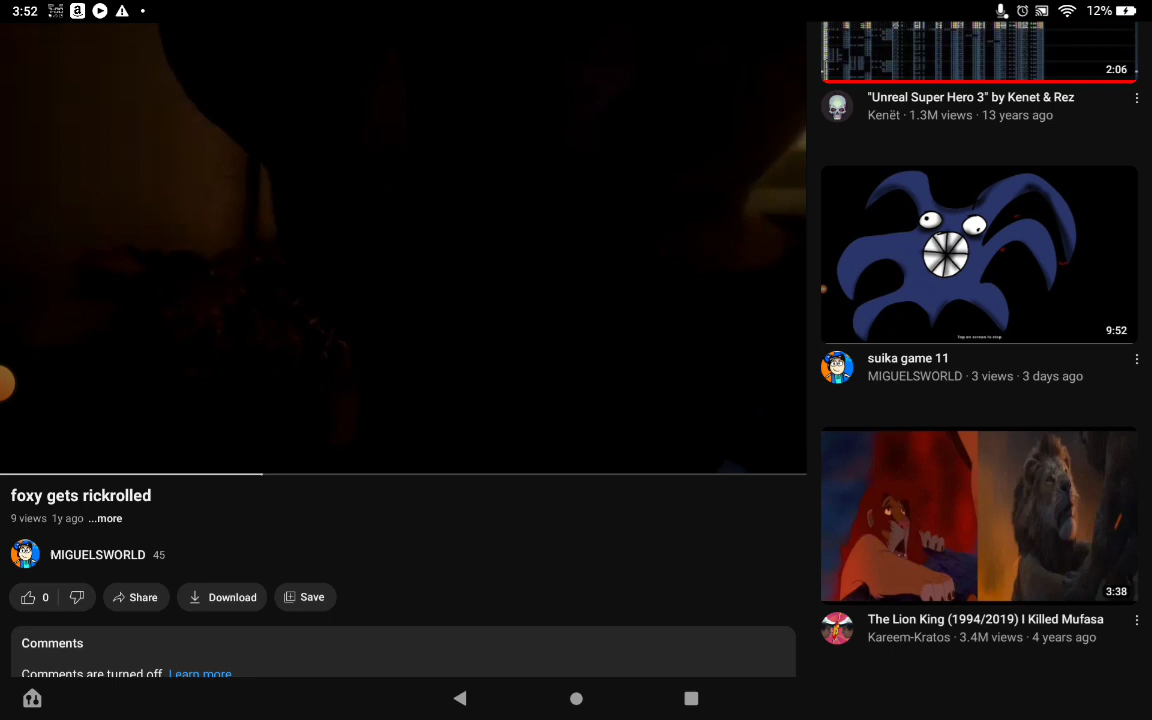 3:52
12%
2:06
"Unreal Super Hero 3" by Kenet & Rez
Kenët · 1.3M views · 13 years ago
9:52
suika game 11
MIGUELSWORLD · 3 views · 3 days ago
3:38
The Lion King (1994/2019) I Killed Mufasa
Kareem-Kratos · 3.4M views · 4 years ago
foxy gets rickrolled
9 views 1y ago ...more
MIGUELSWORLD 45
0 Share Download Save
Comments
Comments are turned off. Learn more